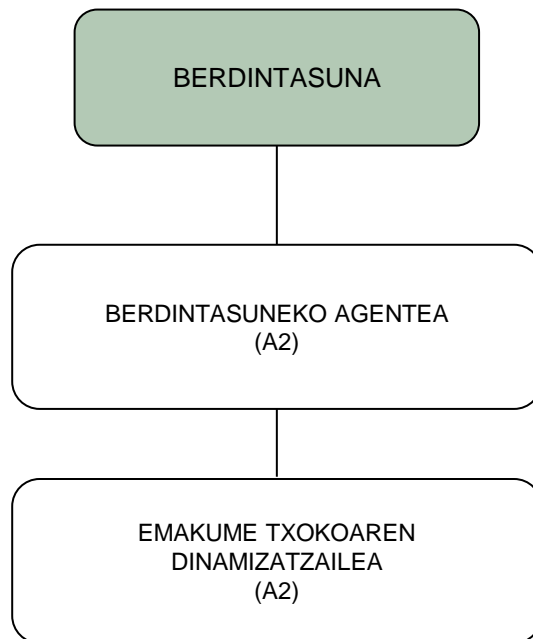 BERDINTASUNA
BERDINTASUNEKO AGENTEA
(A2)
EMAKUME TXOKOAREN
DINAMIZATZAILEA
(A2)